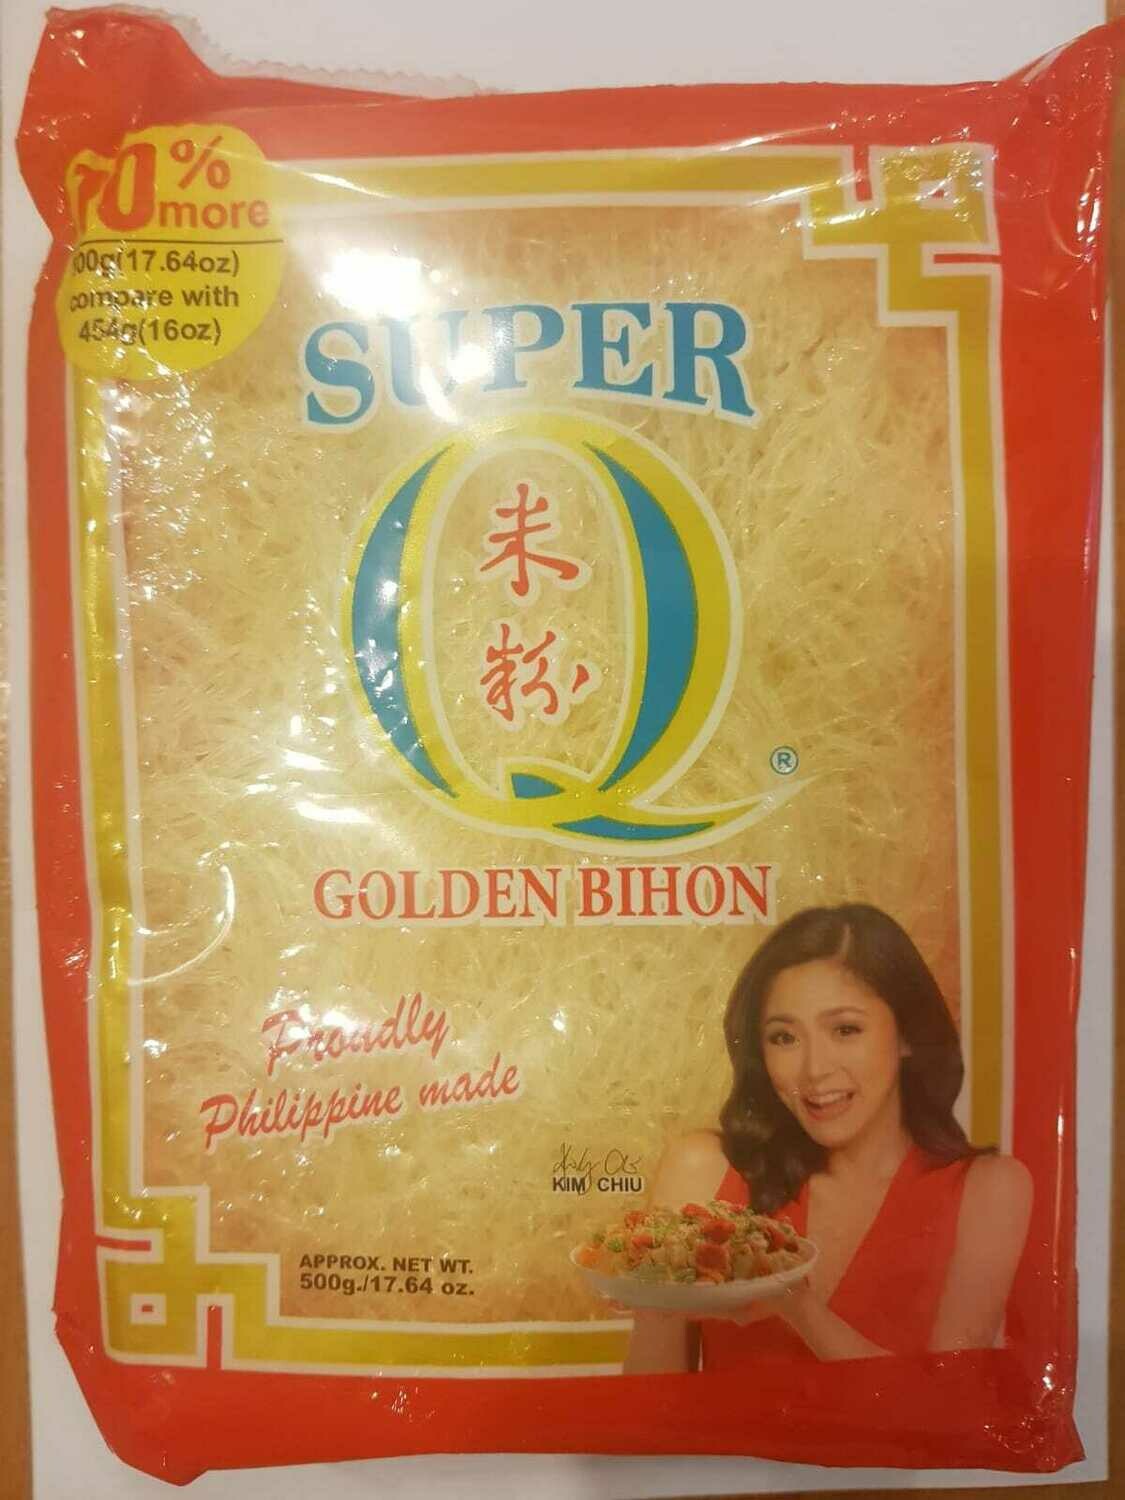 10%
more
500g(17.64oz)
compare with
454g(16oz)
SUPER
Q
米
粉
®
GOLDEN BIHON
Proudly
Philippine made
KIM CHIU
APPROX. NET WT.
500g./17.64 oz.